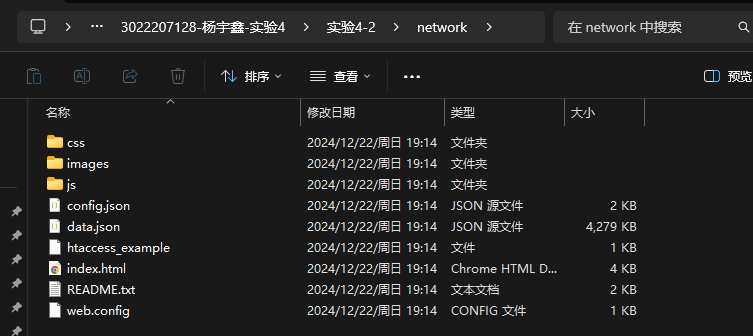 … 3022207128-杨宇鑫-实验4 实验4-2 network 在 network 中搜索
排序 查看 … 预览
名称 修改日期 类型 大小
css 2024/12/22/周日 19:14 文件夹
images 2024/12/22/周日 19:14 文件夹
js 2024/12/22/周日 19:14 文件夹
config.json 2024/12/22/周日 19:14 JSON 源文件 2 KB
data.json 2024/12/22/周日 19:14 JSON 源文件 4,279 KB
htaccess_example 2024/12/22/周日 19:14 文件 1 KB
index.html 2024/12/22/周日 19:14 Chrome HTML D... 4 KB
README.txt 2024/12/22/周日 19:14 文本文档 2 KB
web.config 2024/12/22/周日 19:14 CONFIG 文件 1 KB